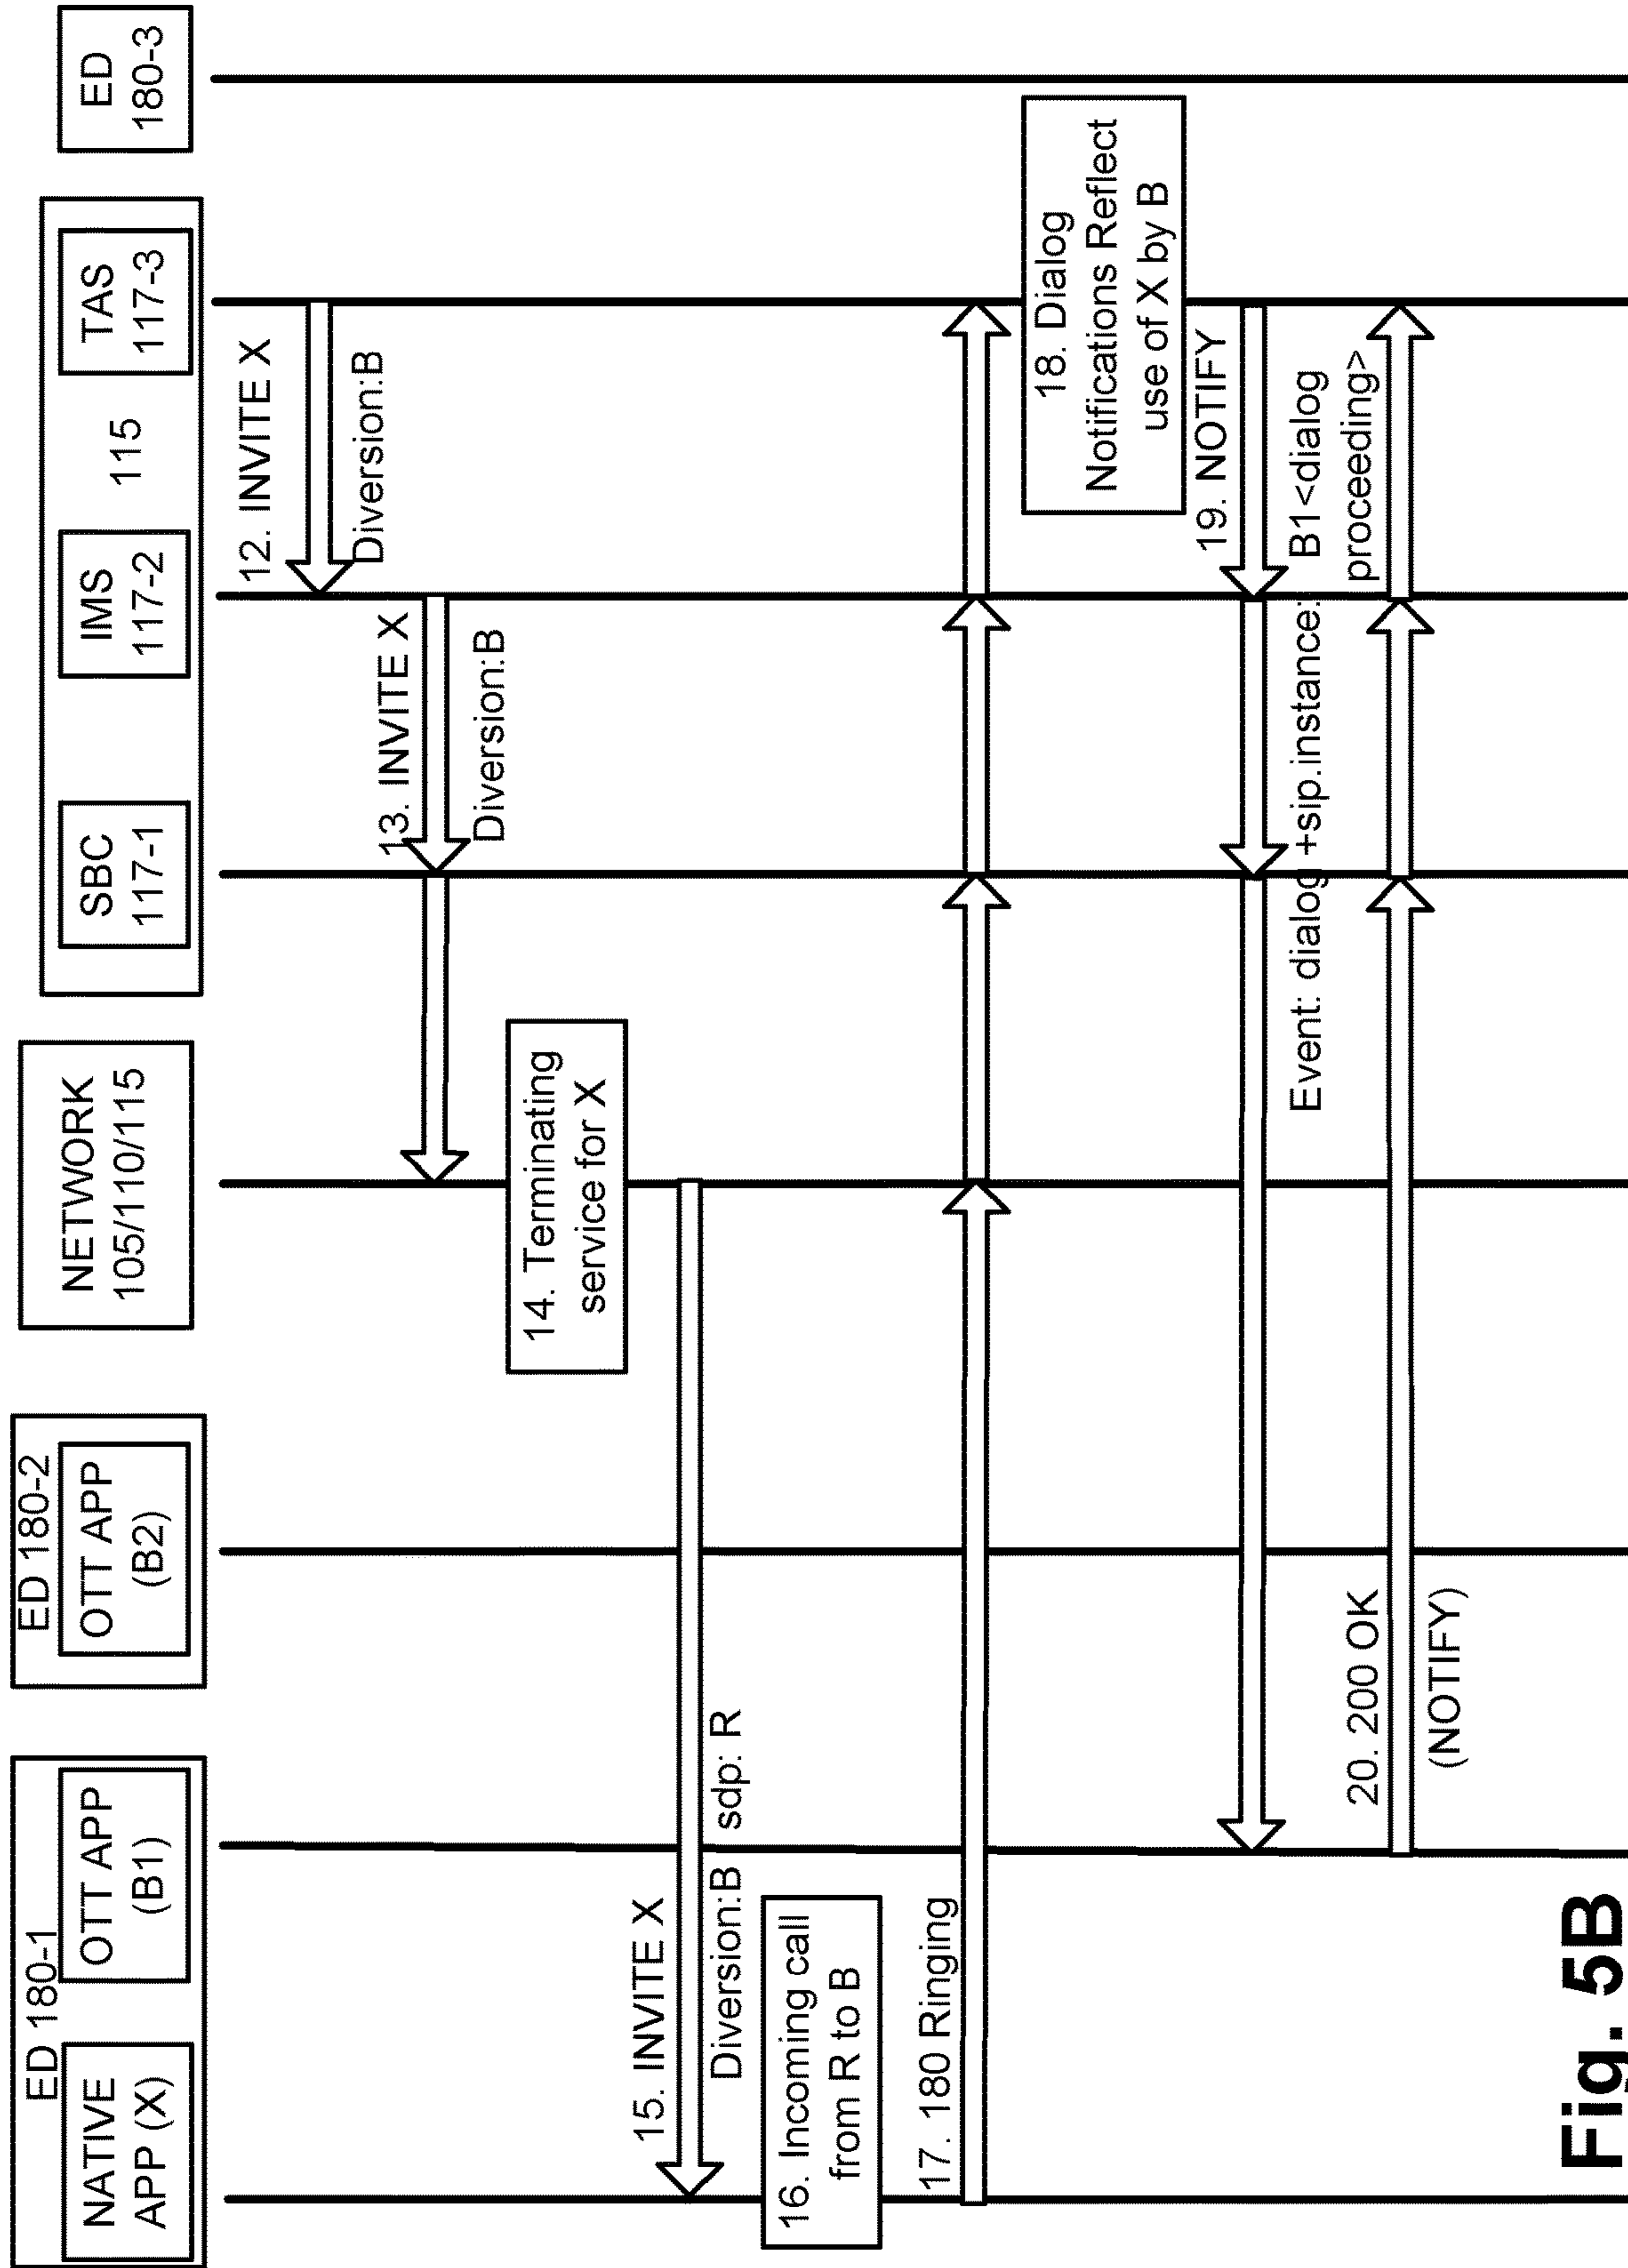 ED 180-1
NATIVE
APP (X)
OTT APP
(B1)
ED 180-2
OTT APP
(B2)
NETWORK
105/110/115
SBC
117-1
IMS
117-2
115
TAS
117-3
ED
180-3
12. INVITE X
Diversion:B
13. INVITE X
Diversion:B
14. Terminating
service for X
15. INVITE X
Diversion:B
sdp: R
16. Incoming call
from R to B
17. 180 Ringing
18. Dialog
Notifications Reflect
use of X by B
19. NOTIFY
Event: dialog +sip.instance:
B1<dialog
proceeding>
20. 200 OK
(NOTIFY)
Fig. 5B